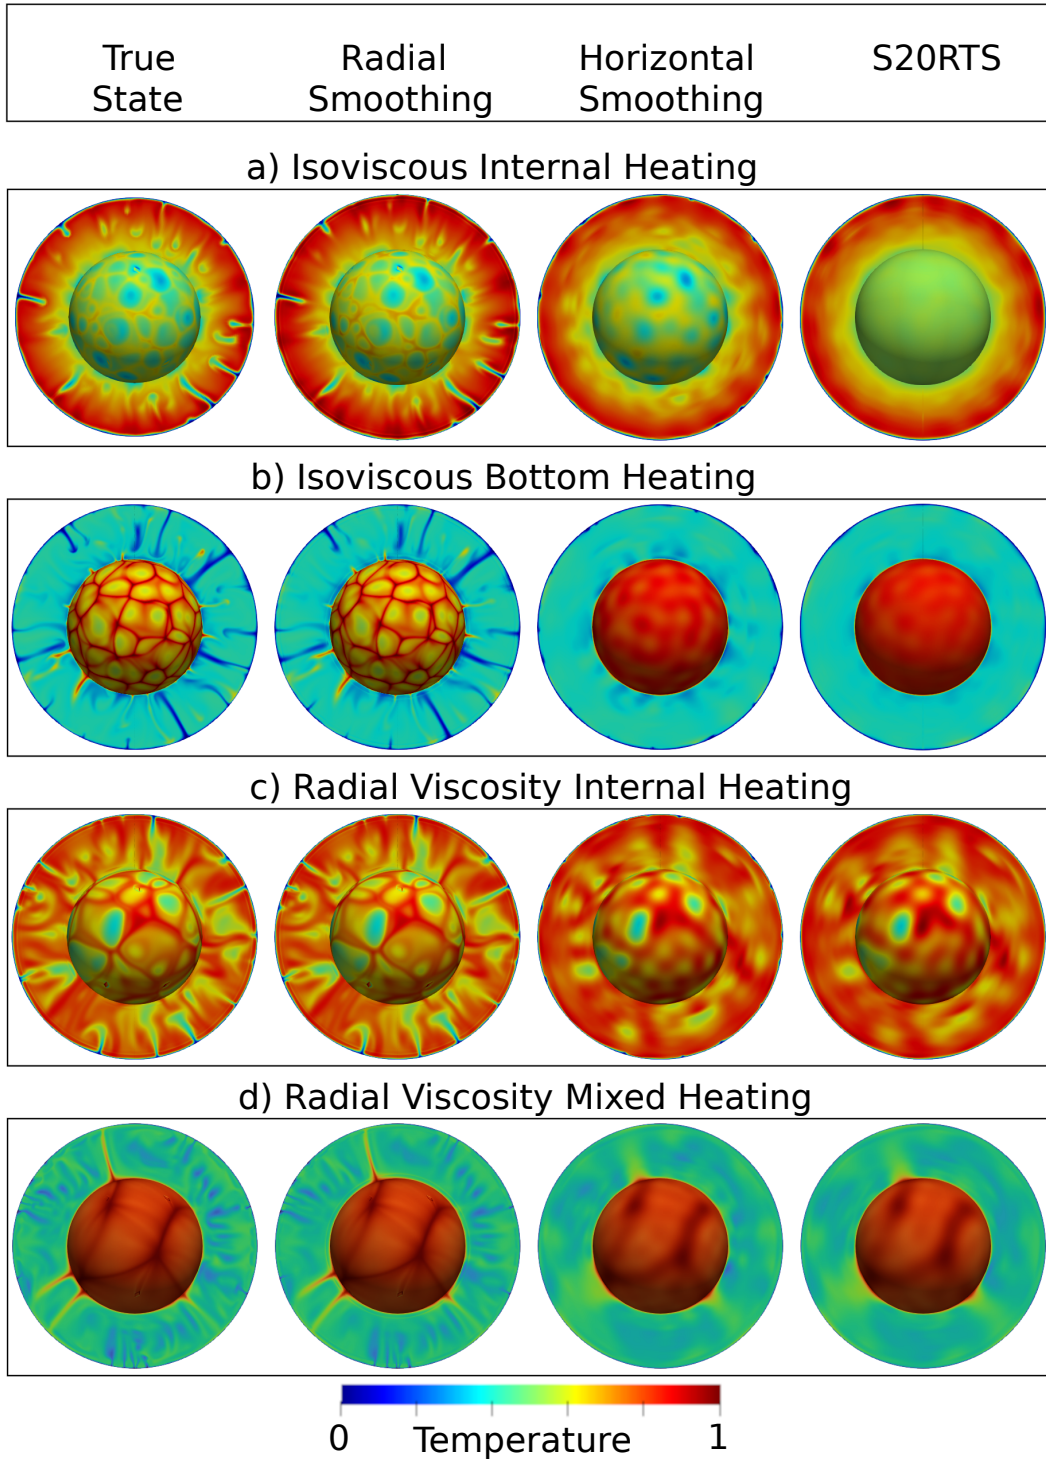 True State
Radial Smoothing
Horizontal Smoothing
S20RTS
a) Isoviscous Internal Heating
b) Isoviscous Bottom Heating
c) Radial Viscosity Internal Heating
d) Radial Viscosity Mixed Heating
0 Temperature 1